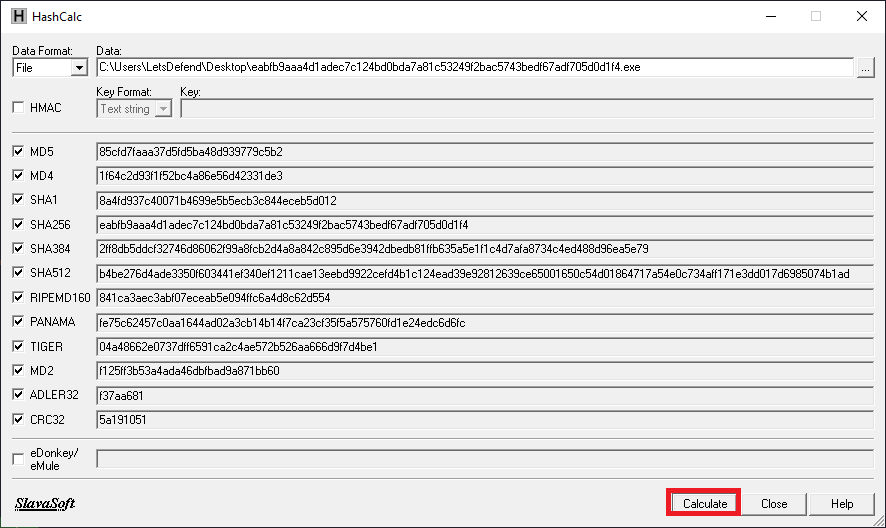 H HashCalc
Data Format: Data:
File C:\Users\LetsDefend\Desktop\eabfb9aaa4d1adec7c124bd0bda7a81c53249f2bac5743bedf67adf705d0d1f4.exe ...
Key Format: Key:
HMAC Text string
MD5 85cfd7faaa37d5fd5ba48d939779c5b2
MD4 1f64c2d93f1f52bc4a86e56d42331de3
SHA1 8a4fd937c40071b4699e5b5ecb3c844eceb5d012
SHA256 eabfb9aaa4d1adec7c124bd0bda7a81c53249f2bac5743bedf67adf705d0d1f4
SHA384 2ff8db5ddcf32746d86062f99a8fcb2d4a8a842c895d6e3942dbedb81ffb635a5e1f1c4d7afa8734c4ed488d96ea5e79
SHA512 b4be276d4ade3350f603441ef340ef1211cae13eebd9922cefd4b1c124ead39e92812639ce65001650c54d01864717a54e0c734aff171e3dd017d6985074b1ad
RIPEMD160 841ca3aec3abf07eceab5e094ffc6a4d8c62d554
PANAMA fe75c62457c0aa1644ad02a3cb14b14f7ca23cf35f5a575760fd1e24edc6d6fc
TIGER 04a48662e0737dff6591ca2c4ae572b526aa666d9f7d4be1
MD2 f125ff3b53a4ada46dbfbad9a871bb60
ADLER32 f37aa681
CRC32 5a191051
eDonkey/
eMule
SlavaSoft Calculate Close Help